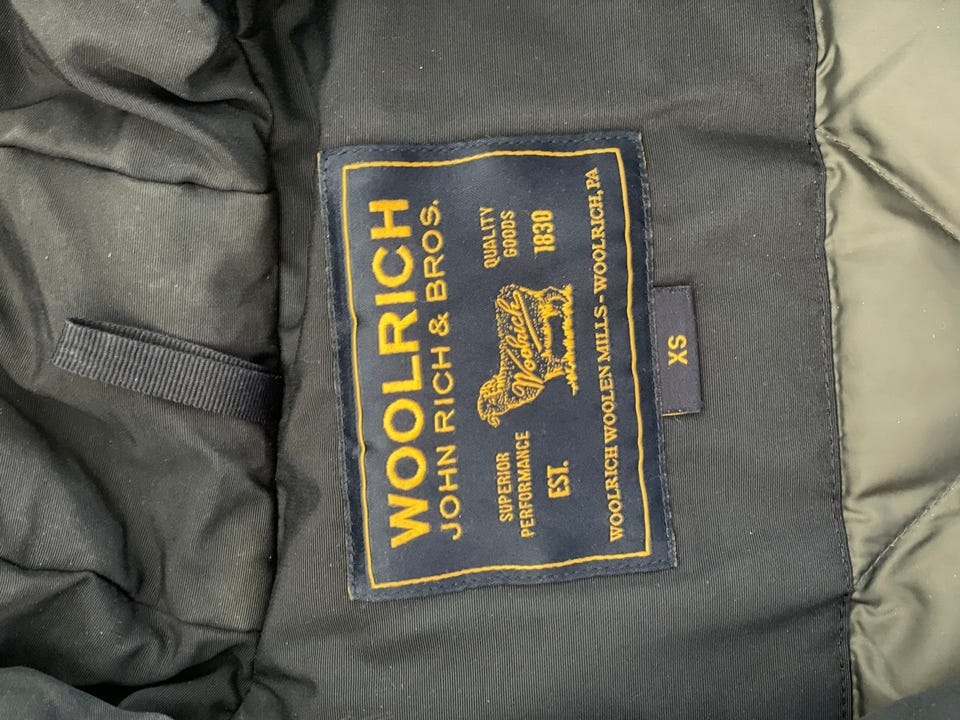 WOOLRICH
JOHN RICH & BROS.
SUPERIOR
PERFORMANCE
EST.
Woolrich
QUALITY
GOODS
1830
WOOLRICH WOOLEN MILLS - WOOLRICH, PA
XS